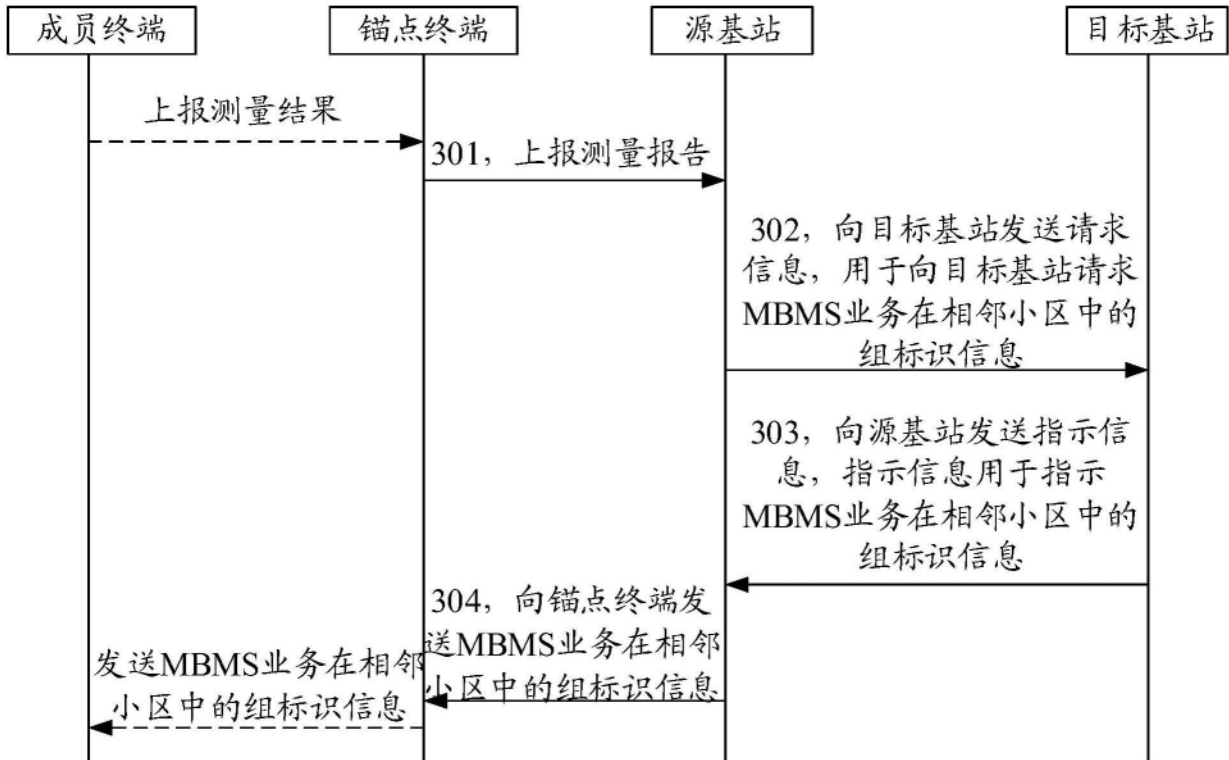 成员终端
锚点终端
源基站
目标基站
上报测量结果
301，上报测量报告
302，向目标基站发送请求
信息，用于向目标基站请求
MBMS业务在相邻小区中的
组标识信息
303，向源基站发送指示信
息，指示信息用于指示
MBMS业务在相邻小区中的
组标识信息
304，向锚点终端发
送MBMS业务在相邻
小区中的组标识信息
发送MBMS业务在相邻
小区中的组标识信息